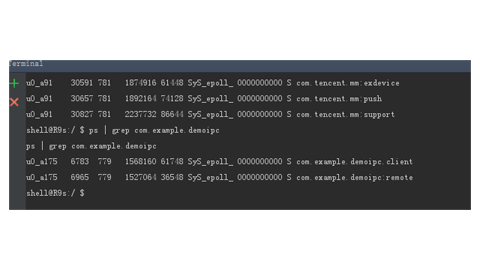 Terminal
u0_a91 30591 781 1874916 61448 SyS_epoll_ 0000000000 S com.tencent.mm:exdevice
u0_a91 30657 781 1892164 74128 SyS_epoll_ 0000000000 S com.tencent.mm:push
u0_a91 30827 781 2237732 86644 SyS_epoll_ 0000000000 S com.tencent.mm:support
shell@R9s:/ $ ps | grep com.example.demoipc
ps | grep com.example.demoipc
u0_a175 6783 779 1568160 61748 SyS_epoll_ 0000000000 S com.example.demoipc.client
u0_a175 6965 779 1527064 36548 SyS_epoll_ 0000000000 S com.example.demoipc:remote
shell@R9s:/ $